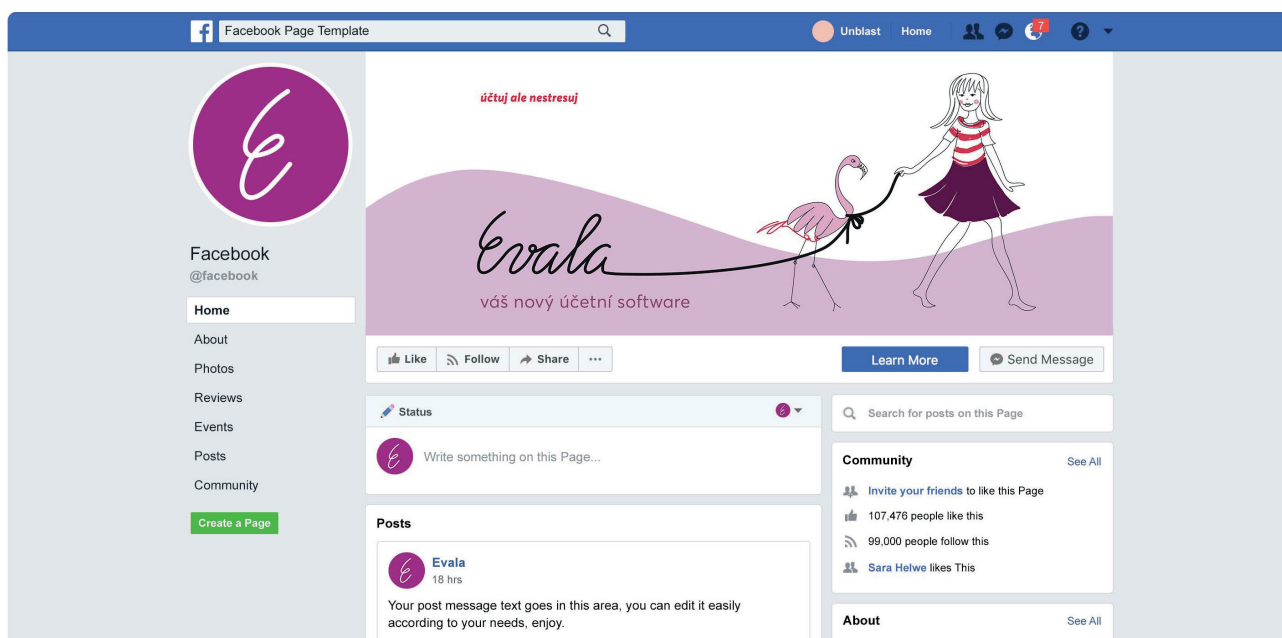 Facebook Page Template
Unblast
Home
7
?
účtuj ale nestresuj
Evala
váš nový účetní software
Facebook
@facebook
Home
About
Photos
Reviews
Events
Posts
Community
Create a Page
Like
Follow
Share
...
Learn More
Send Message
Status
Write something on this Page...
Posts
Evala
18 hrs
Your post message text goes in this area, you can edit it easily
according to your needs, enjoy.
Search for posts on this Page
Community
See All
Invite your friends to like this Page
107,476 people like this
99,000 people follow this
Sara Helwe likes This
About
See All